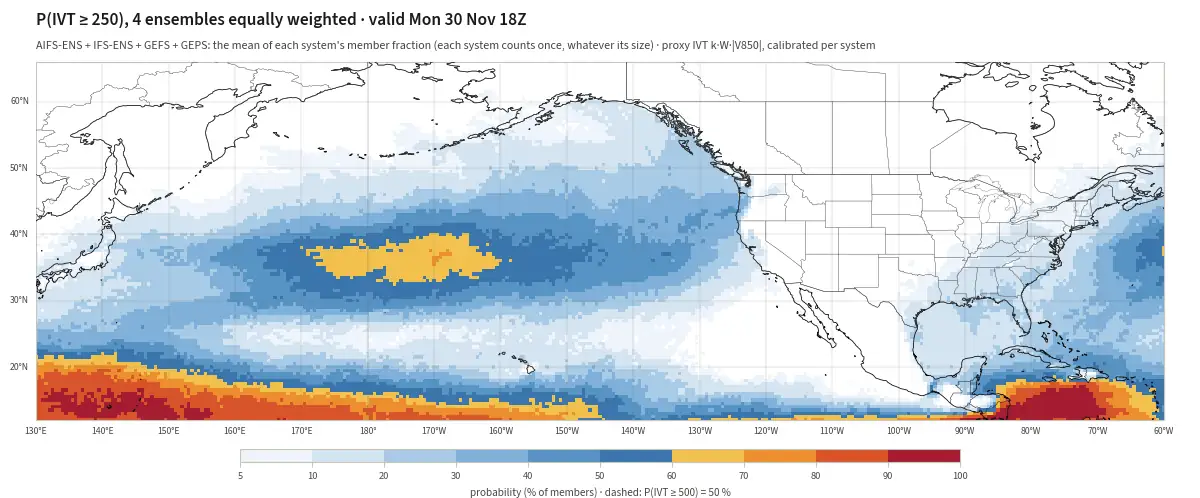 P(IVT ≥ 250), 4 ensembles equally weighted · valid Mon 30 Nov 18Z
AIFS-ENS + IFS-ENS + GEFS + GEPS: the mean of each system's member fraction (each system counts once, whatever its size) · proxy IVT k·W·|V850|, calibrated per system
60°N
50°N
40°N
30°N
20°N
130°E 140°E 150°E 160°E 170°E 180° 170°W 160°W 150°W 140°W 130°W 120°W 110°W 100°W 90°W 80°W 70°W 60°W
5 10 20 30 40 50 60 70 80 90 100
probability (% of members) · dashed: P(IVT ≥ 500) = 50 %